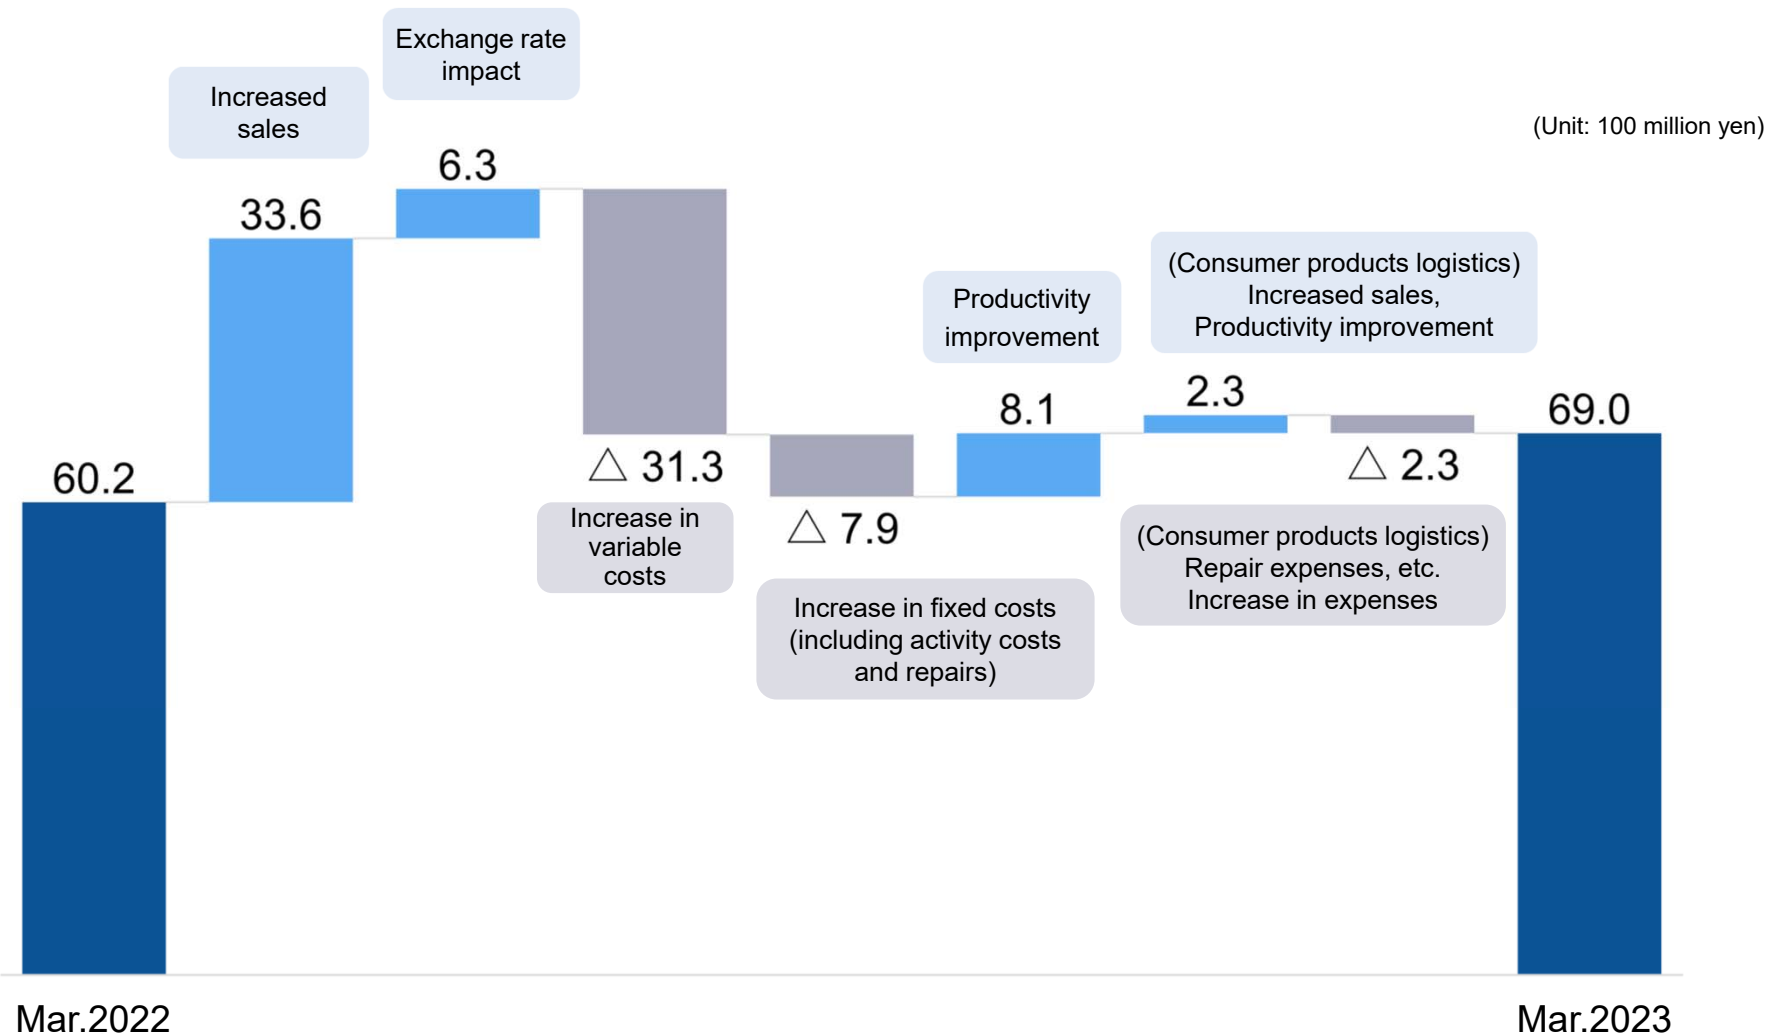 Exchange rate
impact
Increased
sales
(Unit: 100 million yen)
6.3
33.6
(Consumer products logistics)
Increased sales,
Productivity improvement
Productivity
improvement
2.3
8.1
69.0
60.2
△ 31.3
△ 2.3
Increase in
variable
costs
△ 7.9
(Consumer products logistics)
Repair expenses, etc.
Increase in expenses
Increase in fixed costs
(including activity costs
and repairs)
Mar.2022
Mar.2023